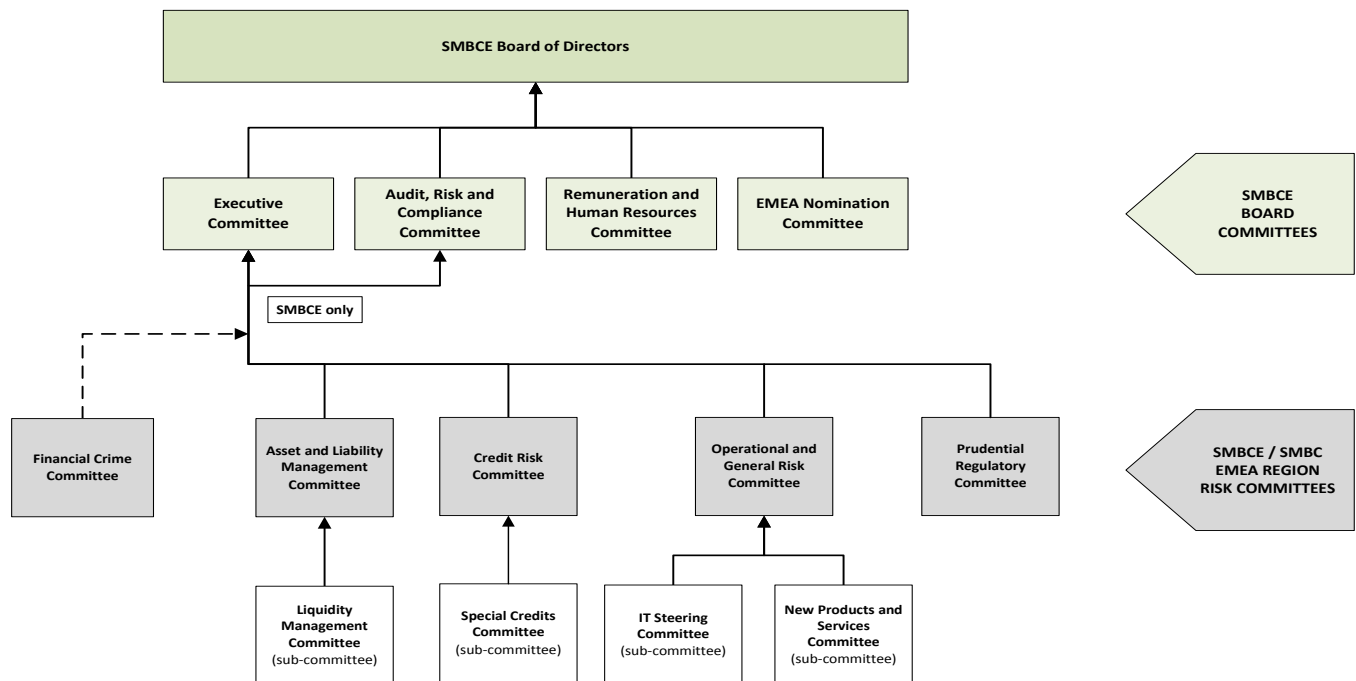 SMBCE Board of Directors
Executive
Committee
Audit, Risk and
Compliance
Committee
Remuneration and
Human Resources
Committee
EMEA Nomination
Committee
SMBCE
BOARD
COMMITTEES
SMBCE only
Financial Crime
Committee
Asset and Liability
Management
Committee
Credit Risk
Committee
Operational and
General Risk
Committee
Prudential
Regulatory
Committee
SMBCE / SMBC
EMEA REGION
RISK COMMITTEES
Liquidity
Management
Committee
(sub-committee)
Special Credits
Committee
(sub-committee)
IT Steering
Committee
(sub-committee)
New Products and
Services
Committee
(sub-committee)